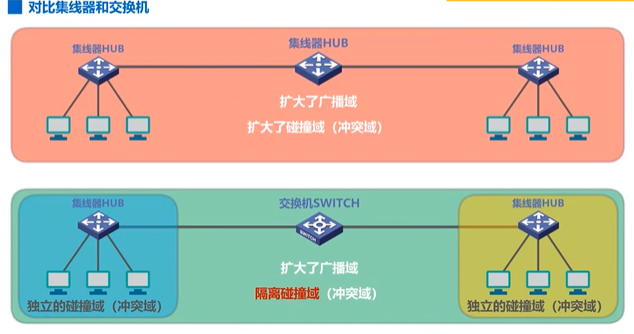 对比集线器和交换机
集线器HUB
集线器HUB
集线器HUB
扩大了广播域
扩大了碰撞域（冲突域）
集线器HUB
交换机SWITCH
集线器HUB
SWITCH
扩大了广播域
隔离碰撞域（冲突域）
独立的碰撞域（冲突域）
独立的碰撞域（冲突域）